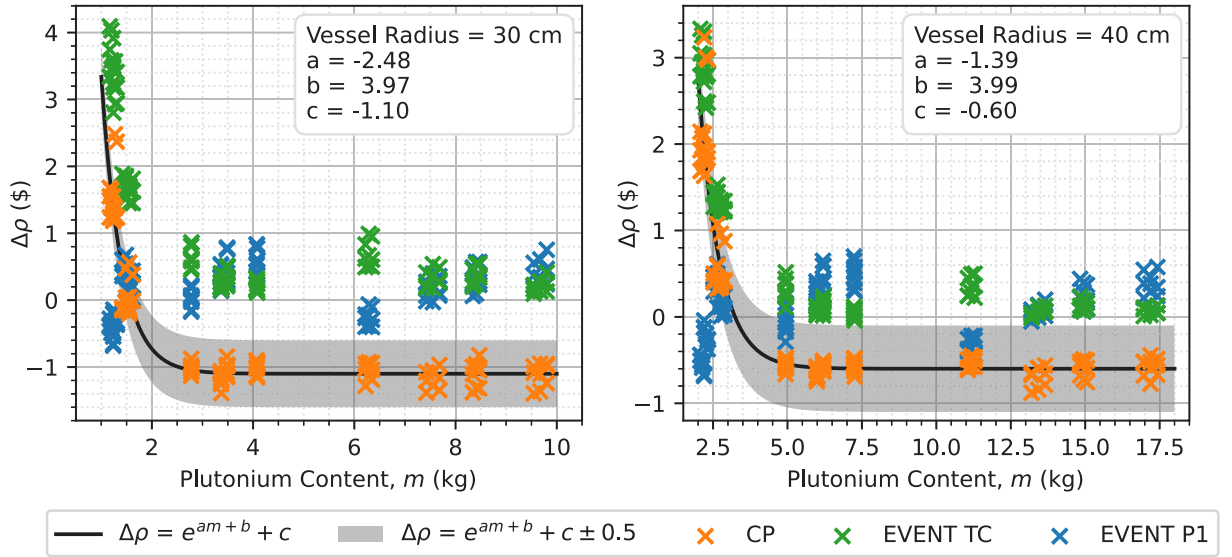 Vessel Radius = 30 cm
a = -2.48
b = 3.97
c = -1.10
4
3
2
1
0
−1
Δρ ($)
2
4
6
8
10
Plutonium Content, m (kg)
Vessel Radius = 40 cm
a = -1.39
b = 3.99
c = -0.60
3
2
1
0
−1
Δρ ($)
2.5
5.0
7.5
10.0
12.5
15.0
17.5
Plutonium Content, m (kg)
Δρ = e^{am+b} + c
Δρ = e^{am+b} + c ± 0.5
CP
EVENT TC
EVENT P1